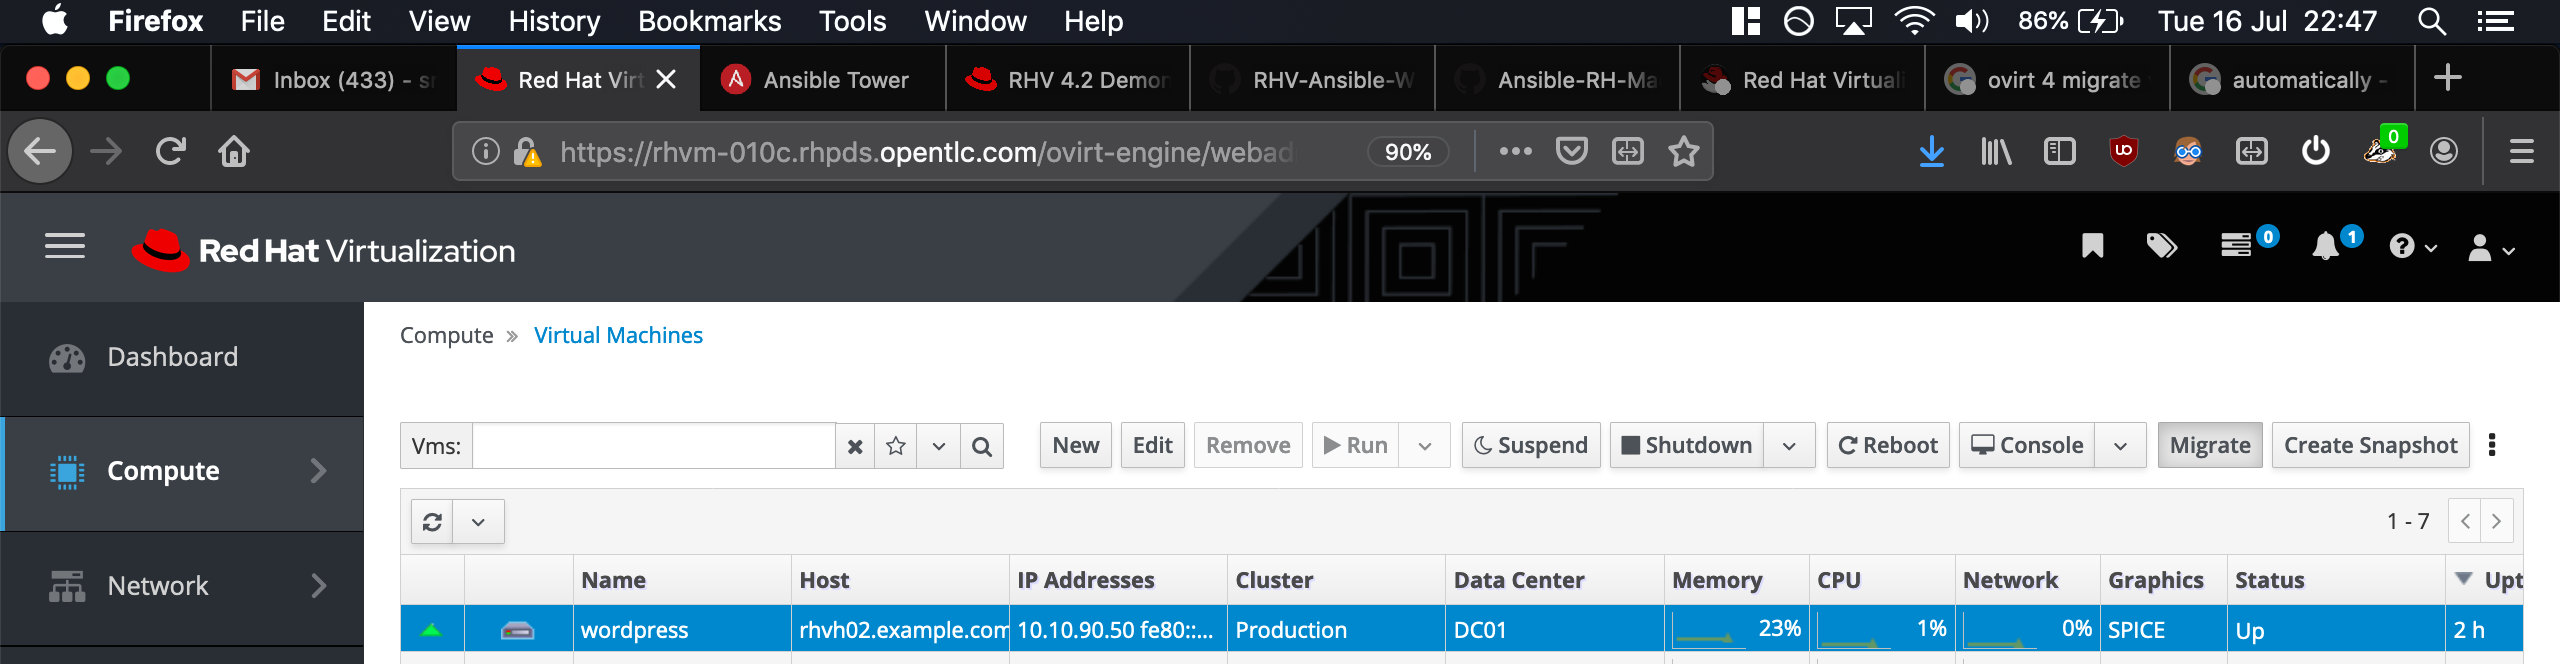 Firefox File Edit View History Bookmarks Tools Window Help 86% Tue 16 Jul 22:47
Inbox (433) - sr Red Hat Virt Ansible Tower RHV 4.2 Demon RHV-Ansible-W Ansible-RH-Ma Red Hat Virtuali ovirt 4 migrate automatically -
https://rhvm-010c.rhpds.opentlc.com/ovirt-engine/webad 90% 0
Red Hat Virtualization 0 1
Dashboard
Compute
Network
Compute » Virtual Machines
Vms: New Edit Remove Run Suspend Shutdown Reboot Console Migrate Create Snapshot
1 - 7
Name Host IP Addresses Cluster Data Center Memory CPU Network Graphics Status Upt
wordpress rhvh02.example.com 10.10.90.50 fe80::... Production DC01 23% 1% 0% SPICE Up 2 h